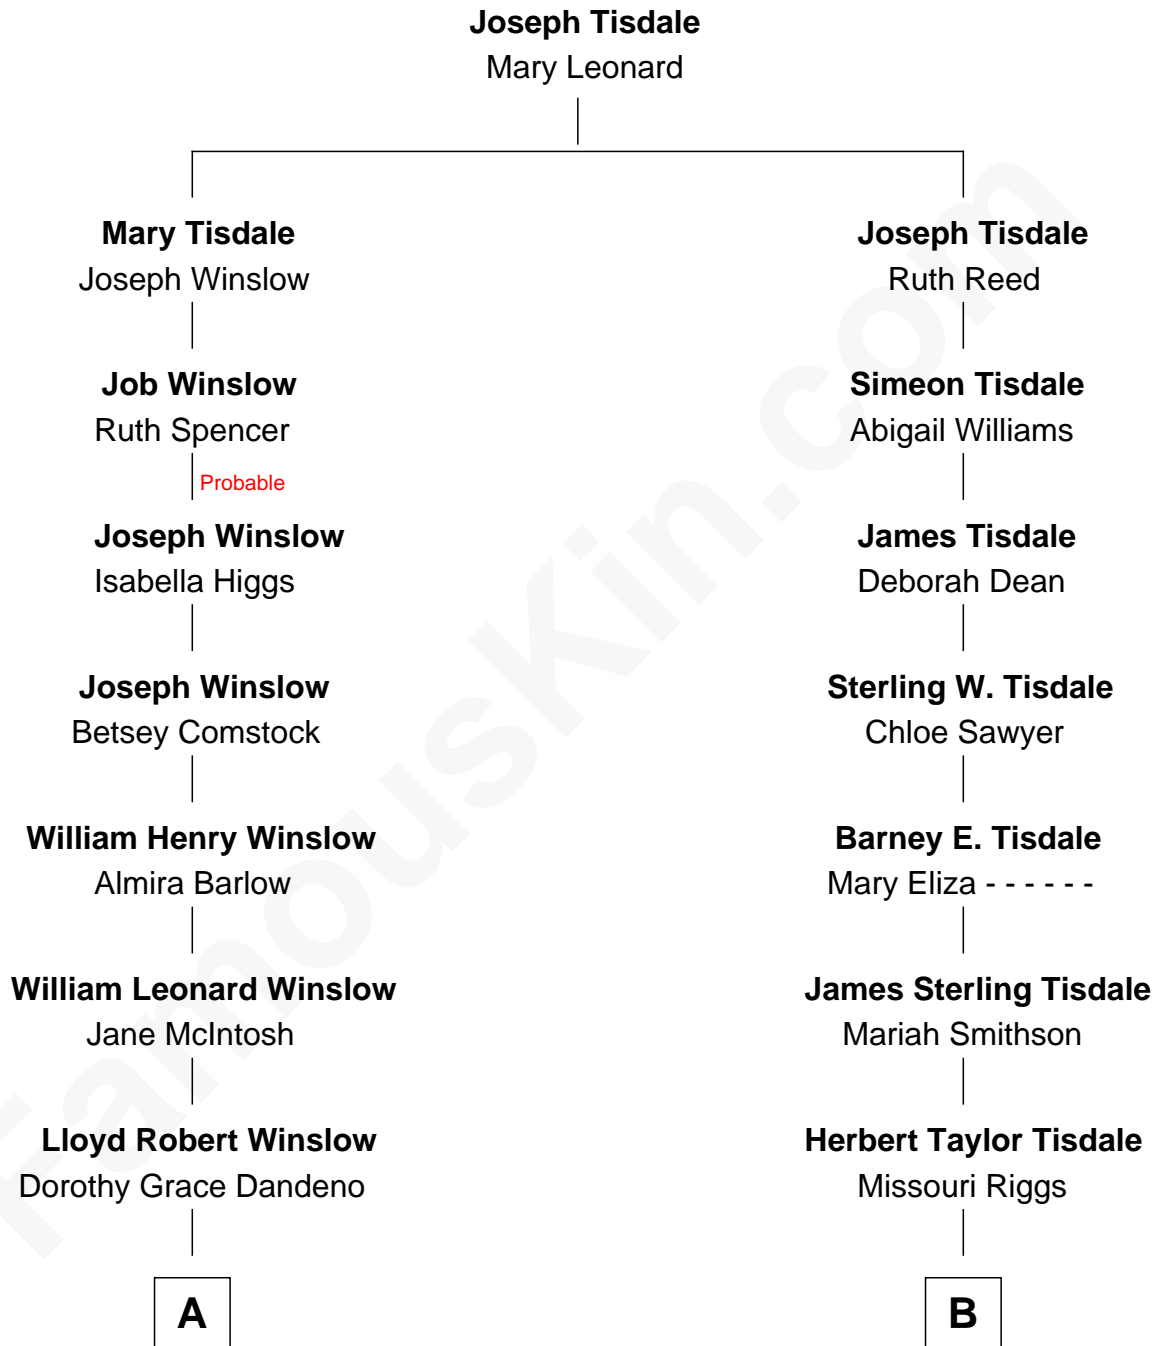 Joseph Tisdale
Mary Leonard
Mary Tisdale
Joseph Winslow
Joseph Tisdale
Ruth Reed
Job Winslow
Ruth Spencer
Simeon Tisdale
Abigail Williams
Probable
Joseph Winslow
Isabella Higgs
James Tisdale
Deborah Dean
Joseph Winslow
Betsey Comstock
Sterling W. Tisdale
Chloe Sawyer
William Henry Winslow
Almira Barlow
Barney E. Tisdale
Mary Eliza - - - - - -
William Leonard Winslow
Jane McIntosh
James Sterling Tisdale
Mariah Smithson
Lloyd Robert Winslow
Dorothy Grace Dandeno
Herbert Taylor Tisdale
Missouri Riggs
A
B
FamousKin.com